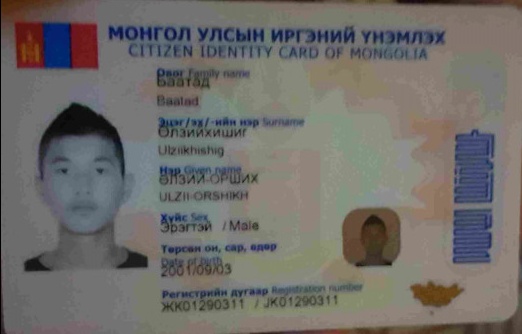 МОНГОЛ УЛСЫН ИРГЭНИЙ ҮНЭМЛЭХ
CITIZEN IDENTITY CARD OF MONGOLIA
Овог Family name
Баатад
Baatad
Эцэг/эх/-ийн нэр Surname
Өлзийхишиг
Ulziikhishig
Нэр Given name
ӨЛЗИЙ-ОРШИХ
ULZII-ORSHIKH
Хүйс Sex
Эрэгтэй / Male
Төрсөн он, сар, өдөр
Date of birth
2001/09/03
Регистрийн дугаар Registration number
ЖК01290311 / JK01290311